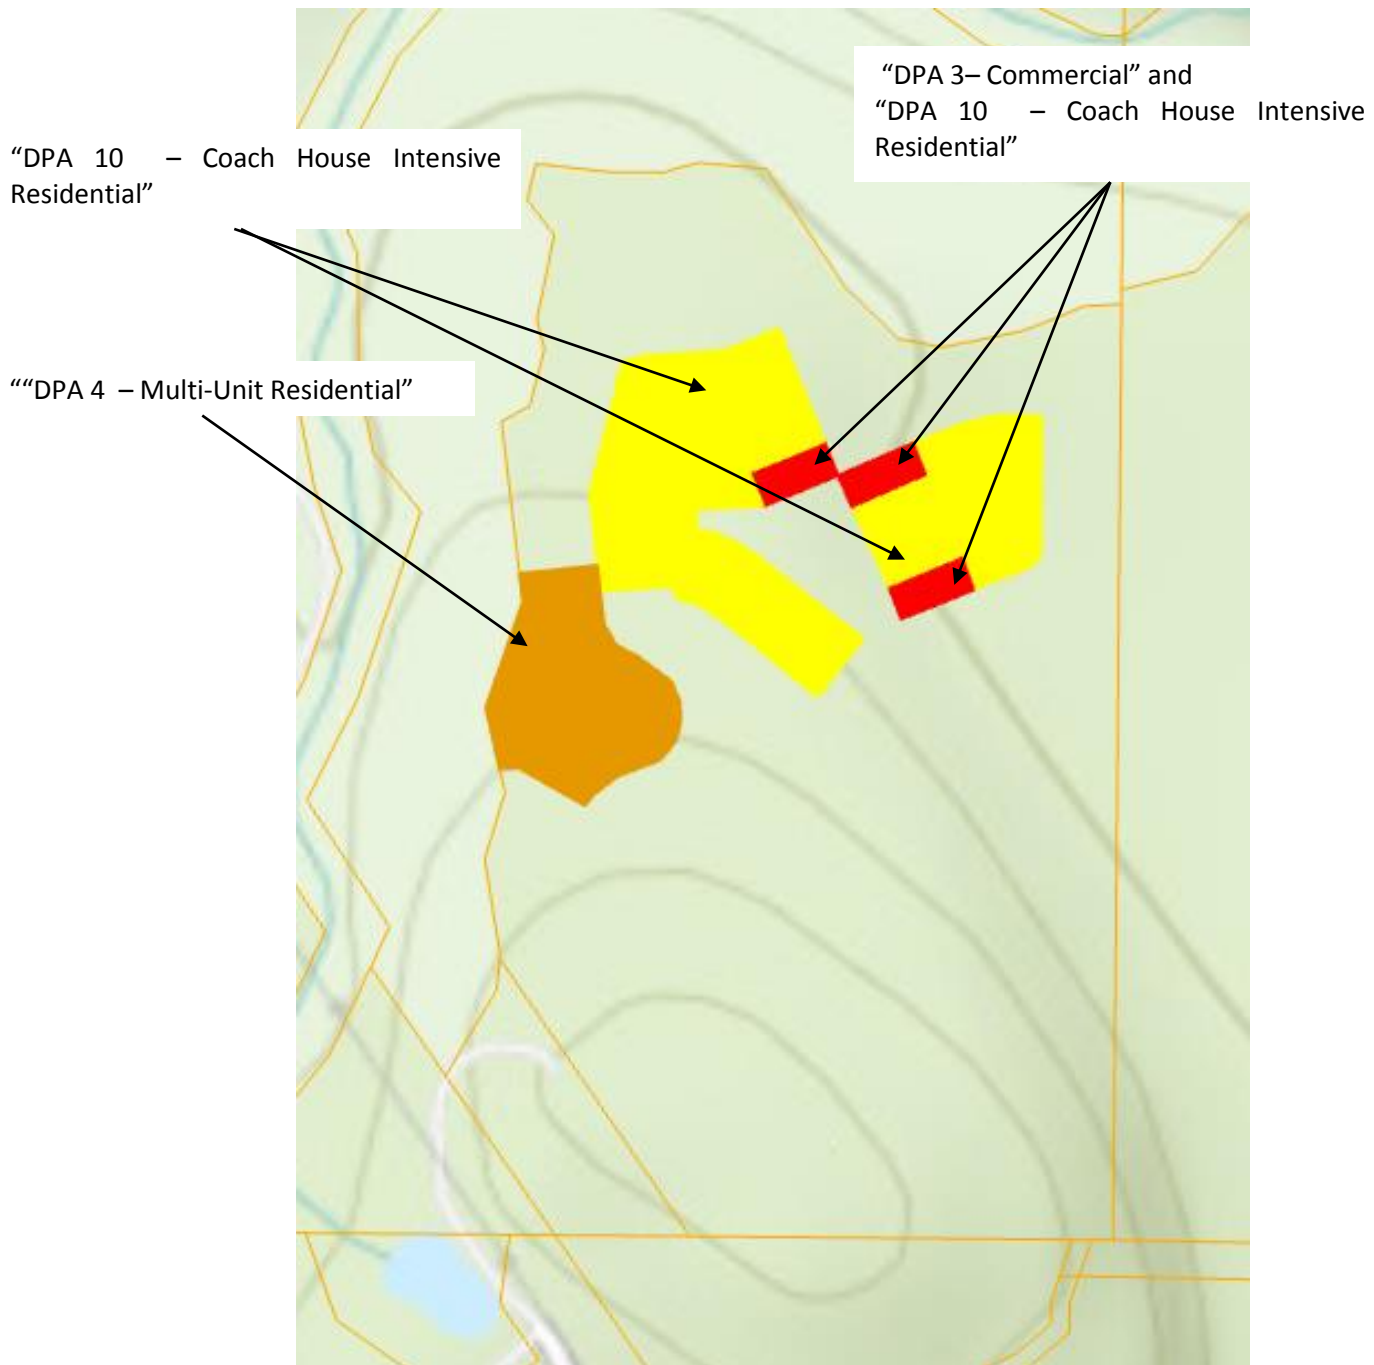 “DPA 3– Commercial” and
“DPA 10 – Coach House Intensive
Residential”
“DPA 10 – Coach House Intensive
Residential”
““DPA 4 – Multi-Unit Residential”